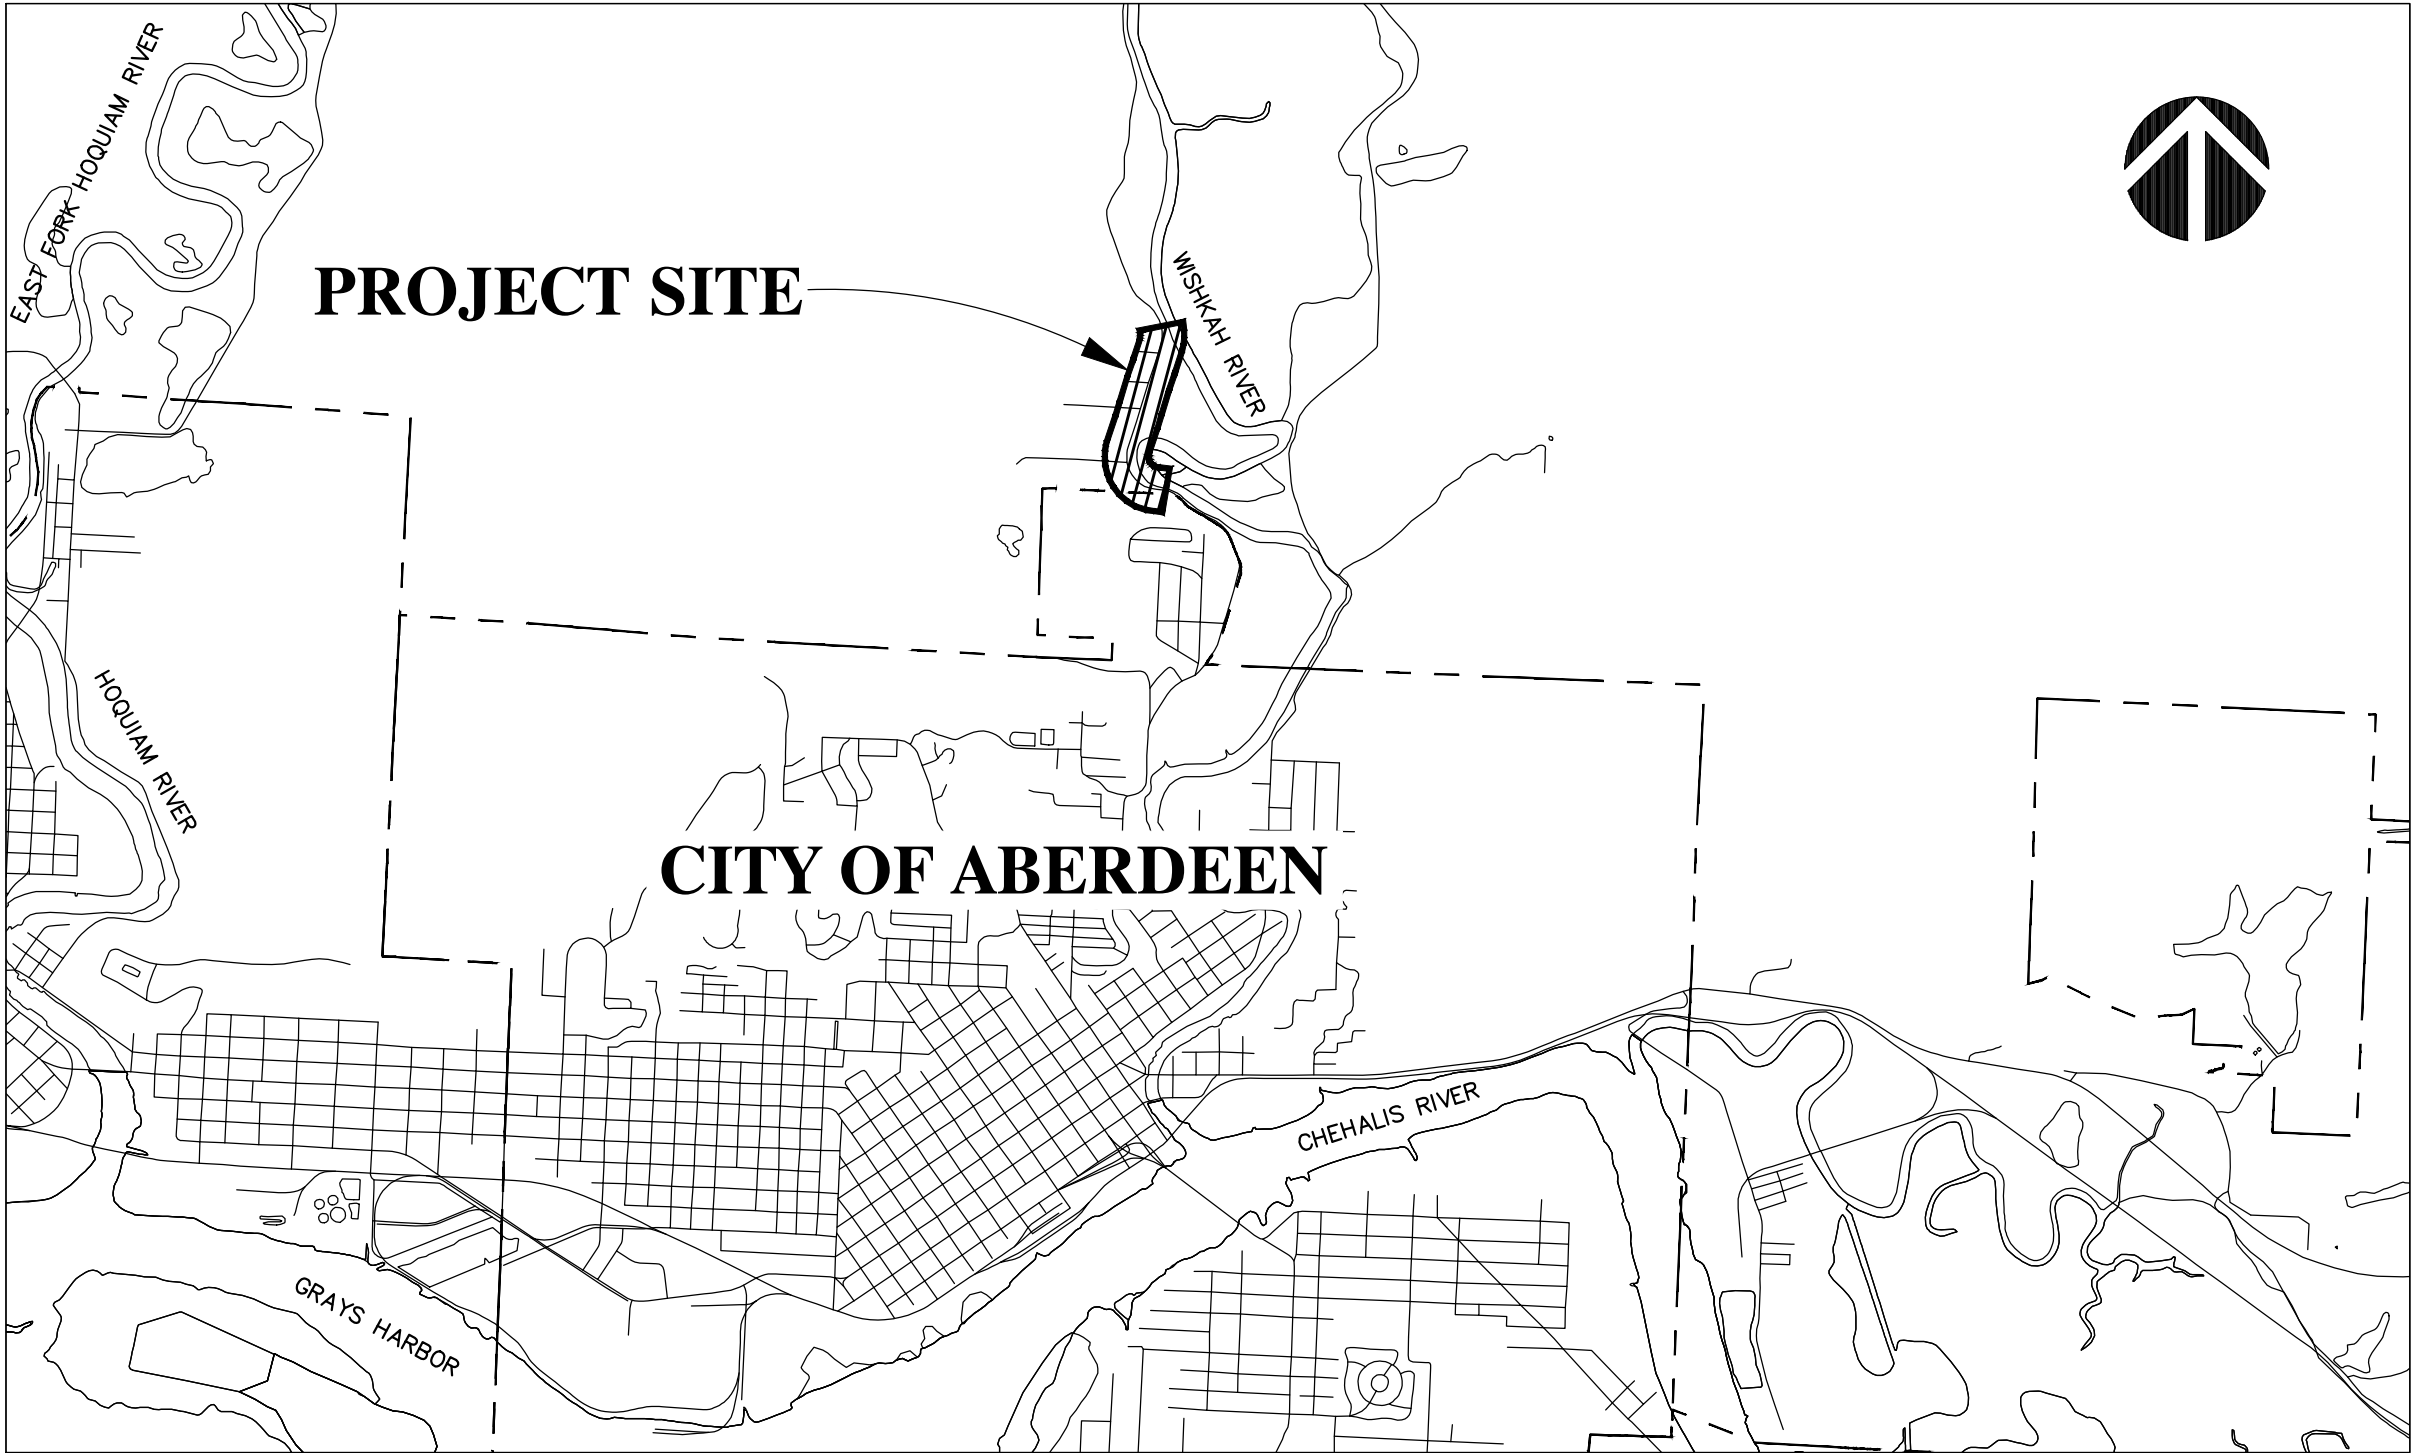 EAST FORK HOQUIAM RIVER
PROJECT SITE
WISHKAH RIVER
HOQUIAM RIVER
CITY OF ABERDEEN
CHEHALIS RIVER
GRAYS HARBOR